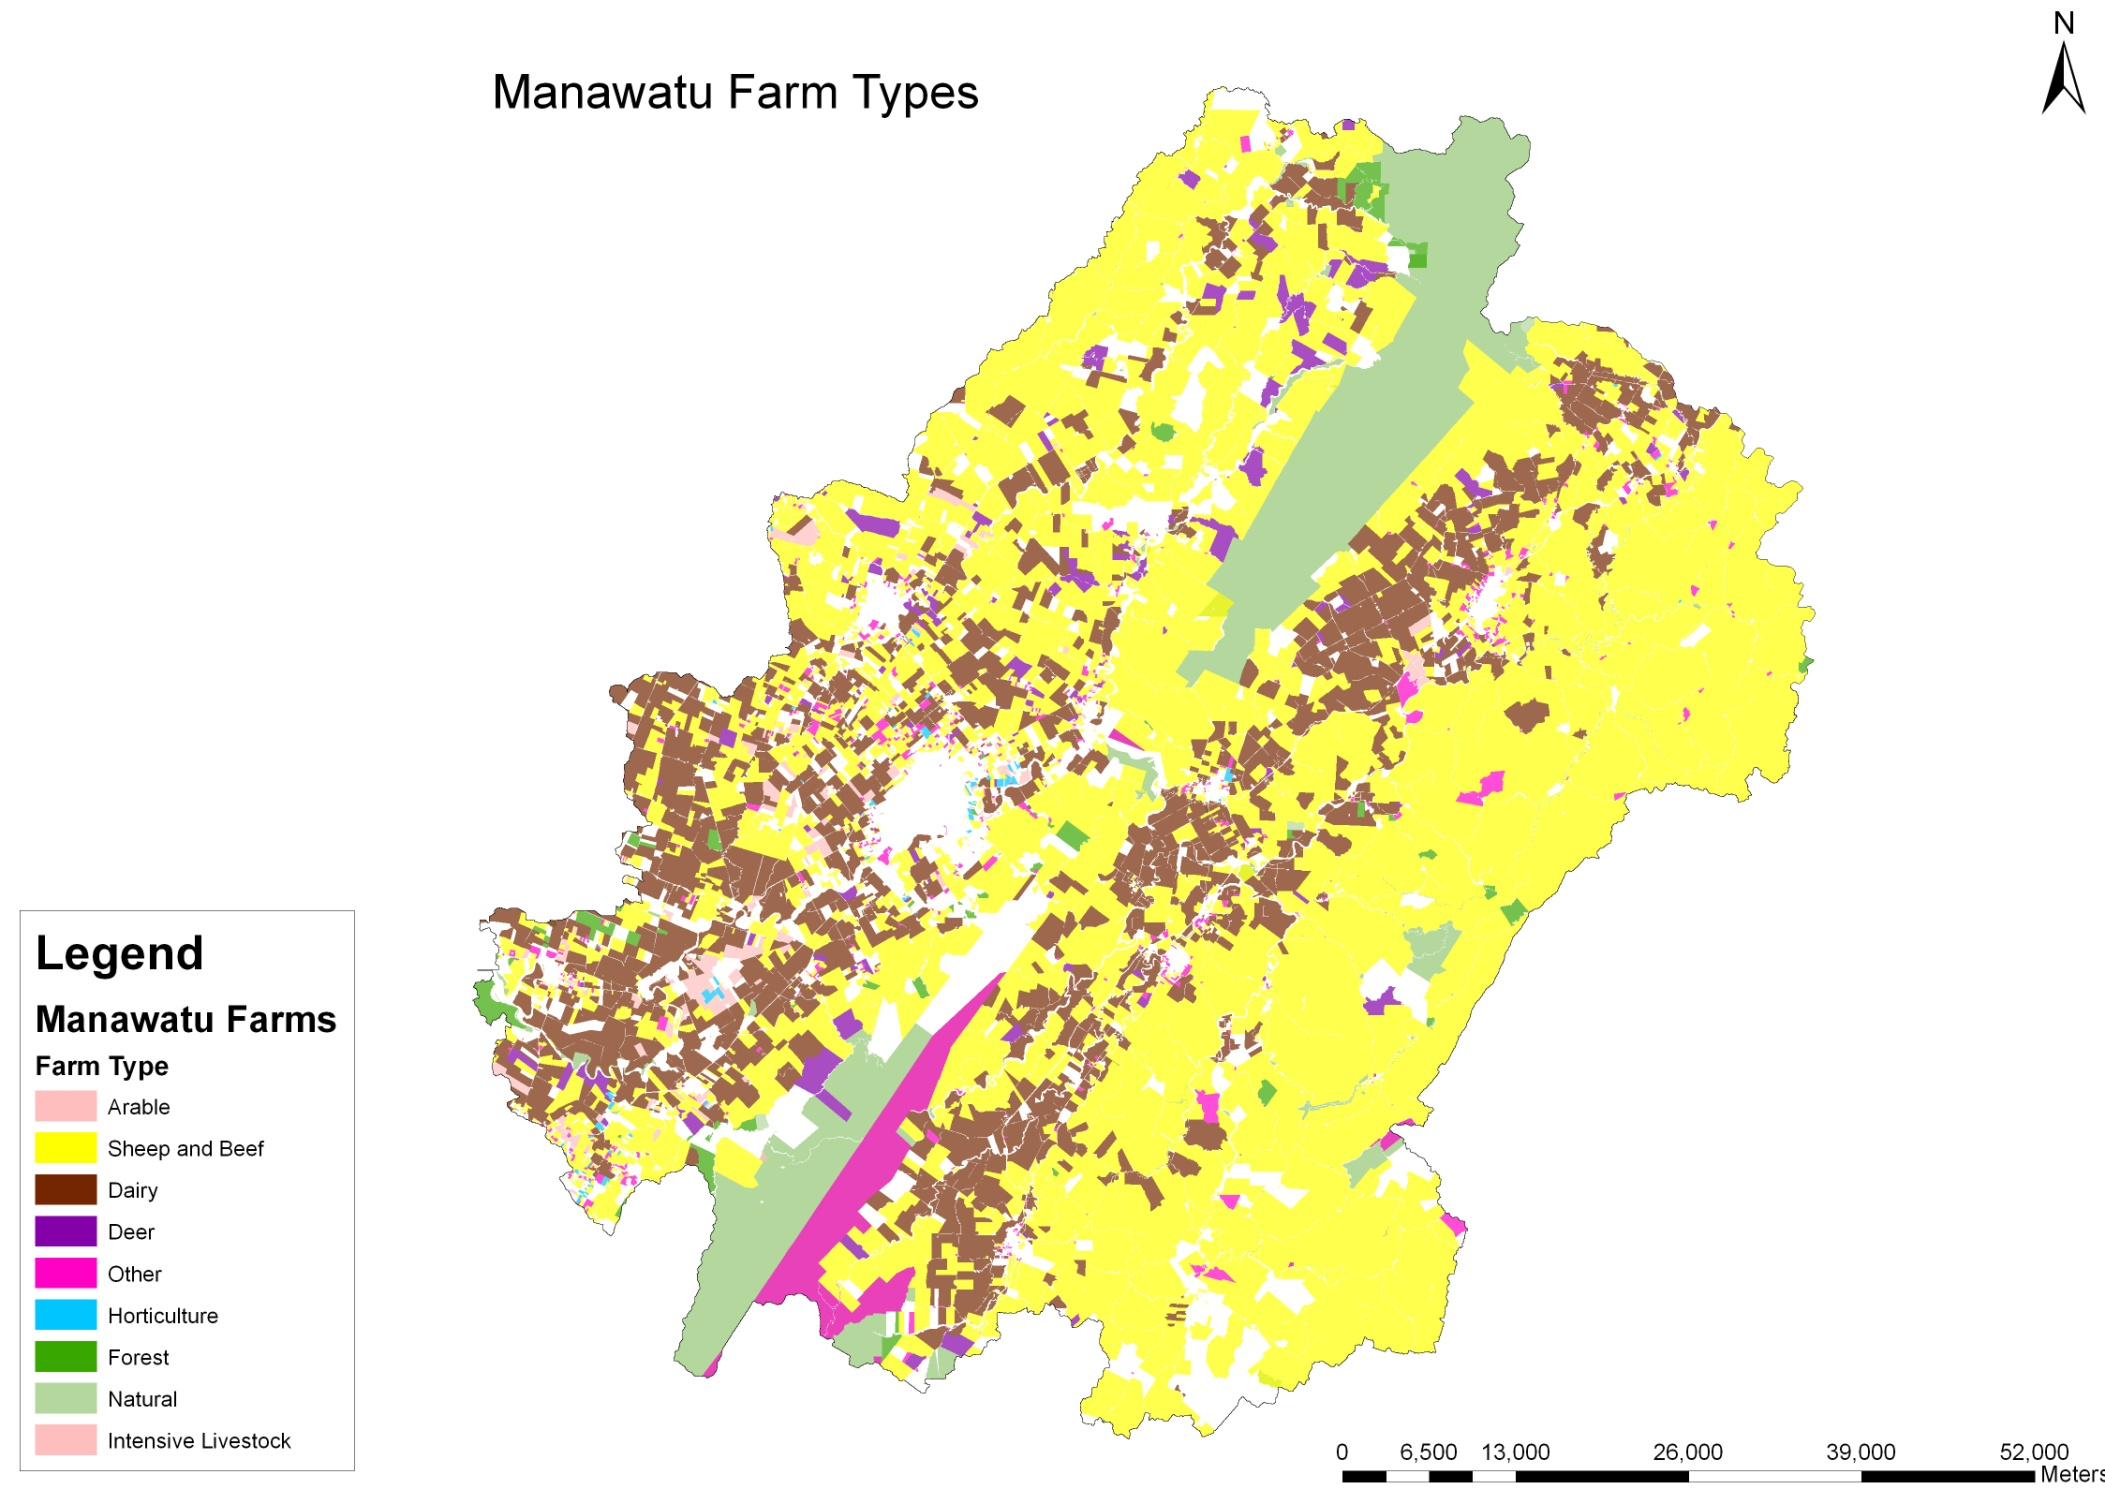 N
Manawatu Farm Types
Legend
Manawatu Farms
Farm Type
Arable
Sheep and Beef
Dairy
Deer
Other
Horticulture
Forest
Natural
Intensive Livestock
0 6,500 13,000 26,000 39,000 52,000
Meters